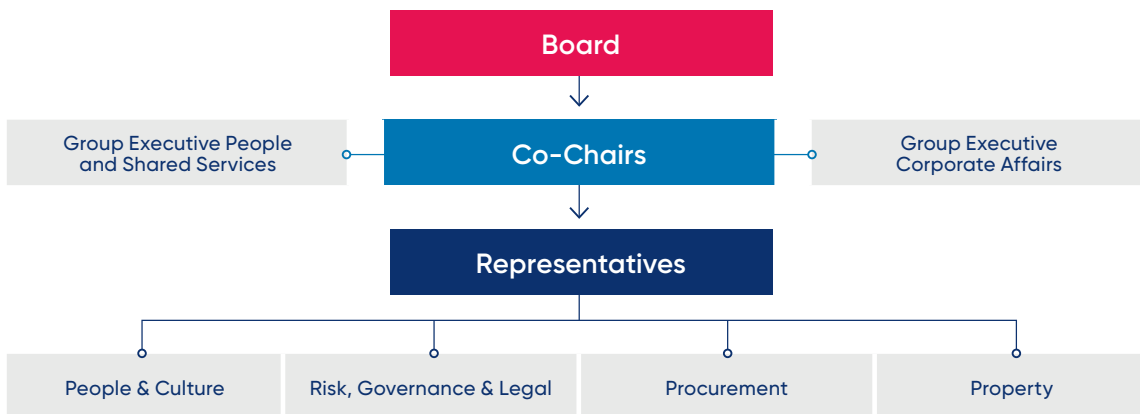 Board
Group Executive People
and Shared Services
Co-Chairs
Group Executive
Corporate Affairs
Representatives
People & Culture
Risk, Governance & Legal
Procurement
Property